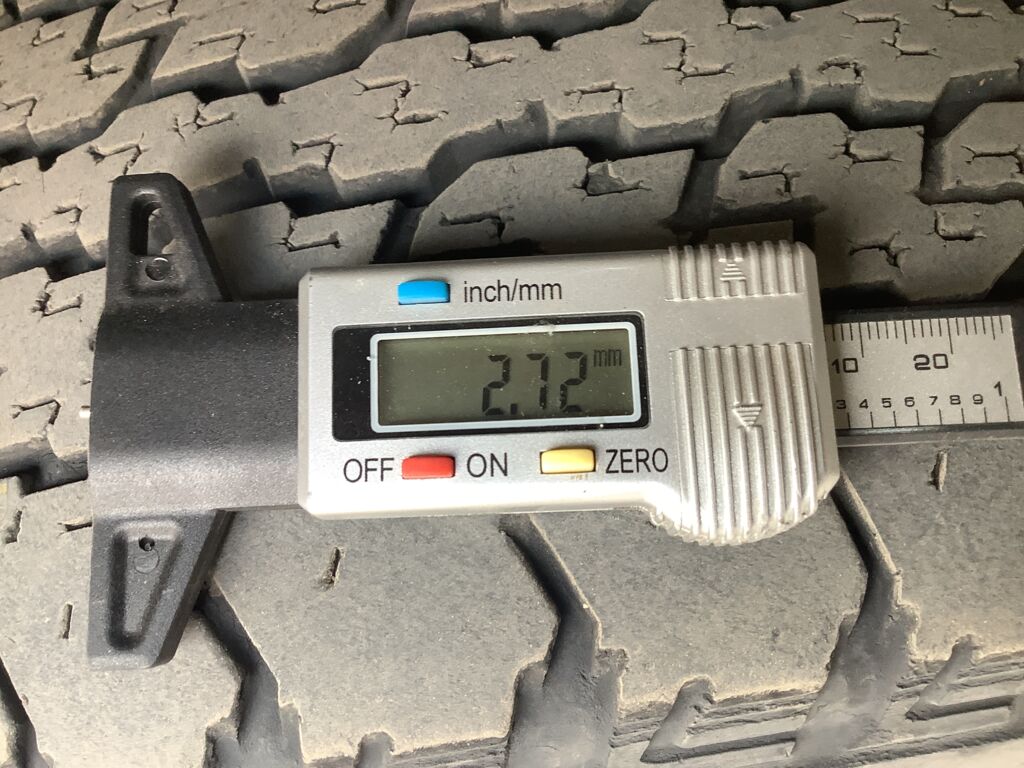 inch/mm
2.72 mm
OFF ON ZERO
10 20
3 4 5 6 7 8 9 1